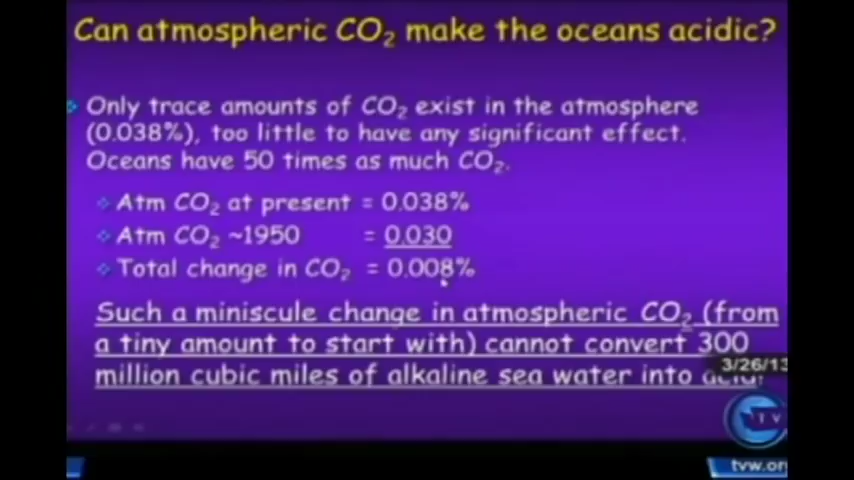 Can atmospheric CO₂ make the oceans acidic?
Only trace amounts of CO₂ exist in the atmosphere
(0.038%), too little to have any significant effect.
Oceans have 50 times as much CO₂.
Atm CO₂ at present = 0.038%
Atm CO₂ ~1950 = 0.030
Total change in CO₂ = 0.008%
Such a miniscule change in atmospheric CO₂ (from
a tiny amount to start with) cannot convert 300
3/26/13
million cubic miles of alkaline sea water into acid!
TV
tvw.or